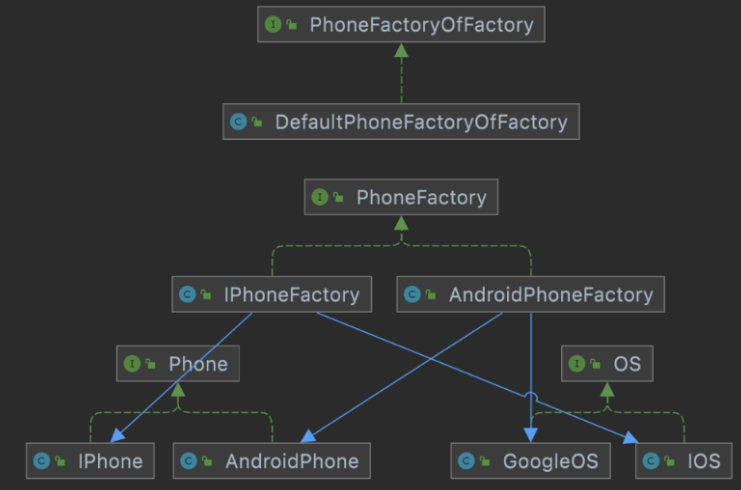 I PhoneFactoryOfFactory
C DefaultPhoneFactoryOfFactory
I PhoneFactory
C IPhoneFactory
C AndroidPhoneFactory
I Phone
I OS
C IPhone
C AndroidPhone
C GoogleOS
C IOS